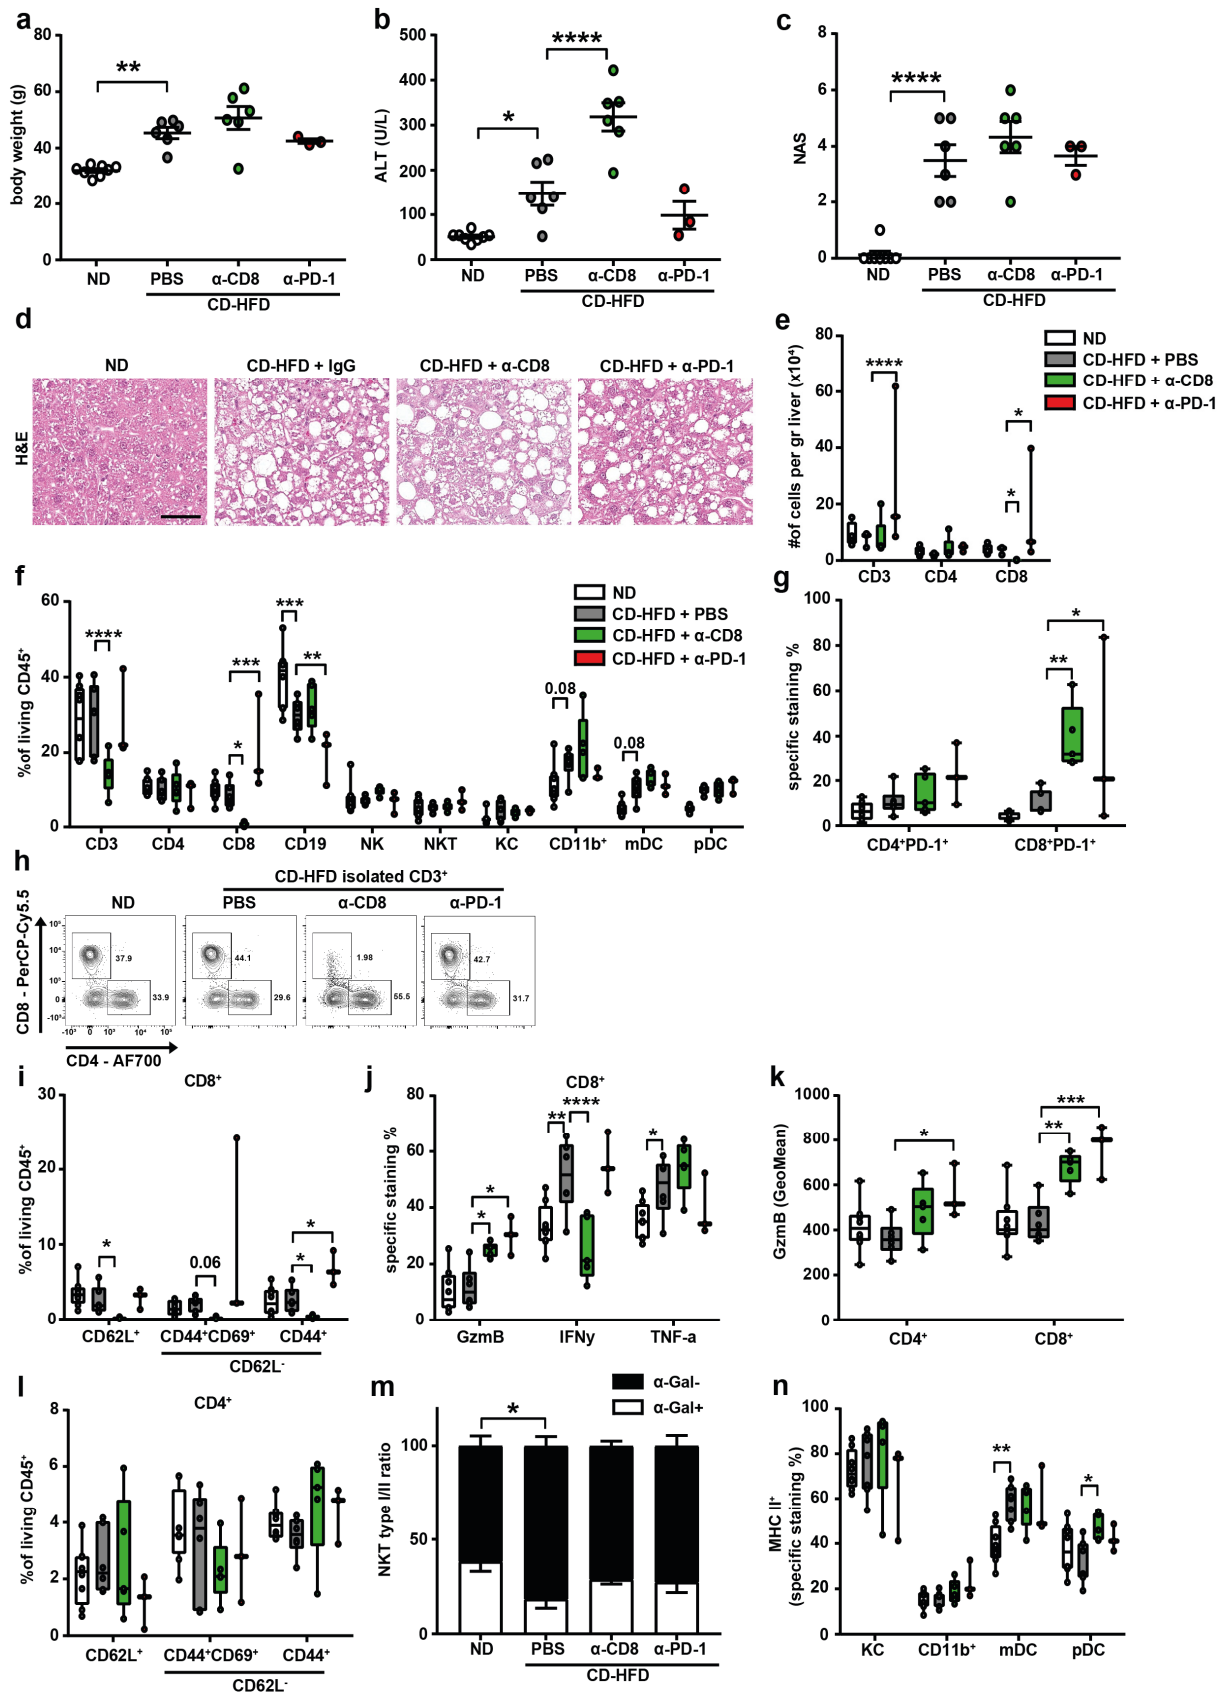 a
body weight (g)
80
60
40
20
0
**
ND
PBS
α-CD8
α-PD-1
CD-HFD
b
ALT (U/L)
500
400
300
200
100
0
*
****
ND
PBS
α-CD8
α-PD-1
CD-HFD
c
NAS
8
6
4
2
0
****
ND
PBS
α-CD8
α-PD-1
CD-HFD
d
ND
CD-HFD + IgG
CD-HFD + α-CD8
CD-HFD + α-PD-1
H&E
e
#of cells per gr liver (x10⁴)
80
60
40
20
0
****
*
*
CD3
CD4
CD8
ND
CD-HFD + PBS
CD-HFD + α-CD8
CD-HFD + α-PD-1
f
%of living CD45⁺
60
40
20
0
****
*
***
***
**
0.08
0.08
CD3
CD4
CD8
CD19
NK
NKT
KC
CD11b⁺
mDC
pDC
ND
CD-HFD + PBS
CD-HFD + α-CD8
CD-HFD + α-PD-1
g
specific staining %
100
80
60
40
20
0
**
*
CD4⁺PD-1⁺
CD8⁺PD-1⁺
h
CD-HFD isolated CD3⁺
ND
PBS
α-CD8
α-PD-1
CD8 - PerCP-Cy5.5
10⁵
10⁴
10³
0
-10³
37.9
33.9
44.1
29.6
1.98
55.5
42.7
31.7
-10³
0
10³
10⁴
10⁵
CD4 - AF700
i
CD8⁺
%of living CD45⁺
30
20
10
0
*
0.06
*
*
CD62L⁺
CD44⁺CD69⁺
CD44⁺
CD62L⁻
j
CD8⁺
specific staining %
80
60
40
20
0
*
*
**
****
*
GzmB
IFNy
TNF-a
k
GzmB (GeoMean)
1000
800
600
400
200
0
*
**
***
CD4⁺
CD8⁺
l
CD4⁺
%of living CD45⁺
8
6
4
2
0
CD62L⁺
CD44⁺CD69⁺
CD44⁺
CD62L⁻
m
α-Gal-
α-Gal+
NKT type I/II ratio
100
50
0
*
ND
PBS
α-CD8
α-PD-1
CD-HFD
n
MHC II⁺
(specific staining %)
100
80
60
40
20
0
**
*
KC
CD11b⁺
mDC
pDC